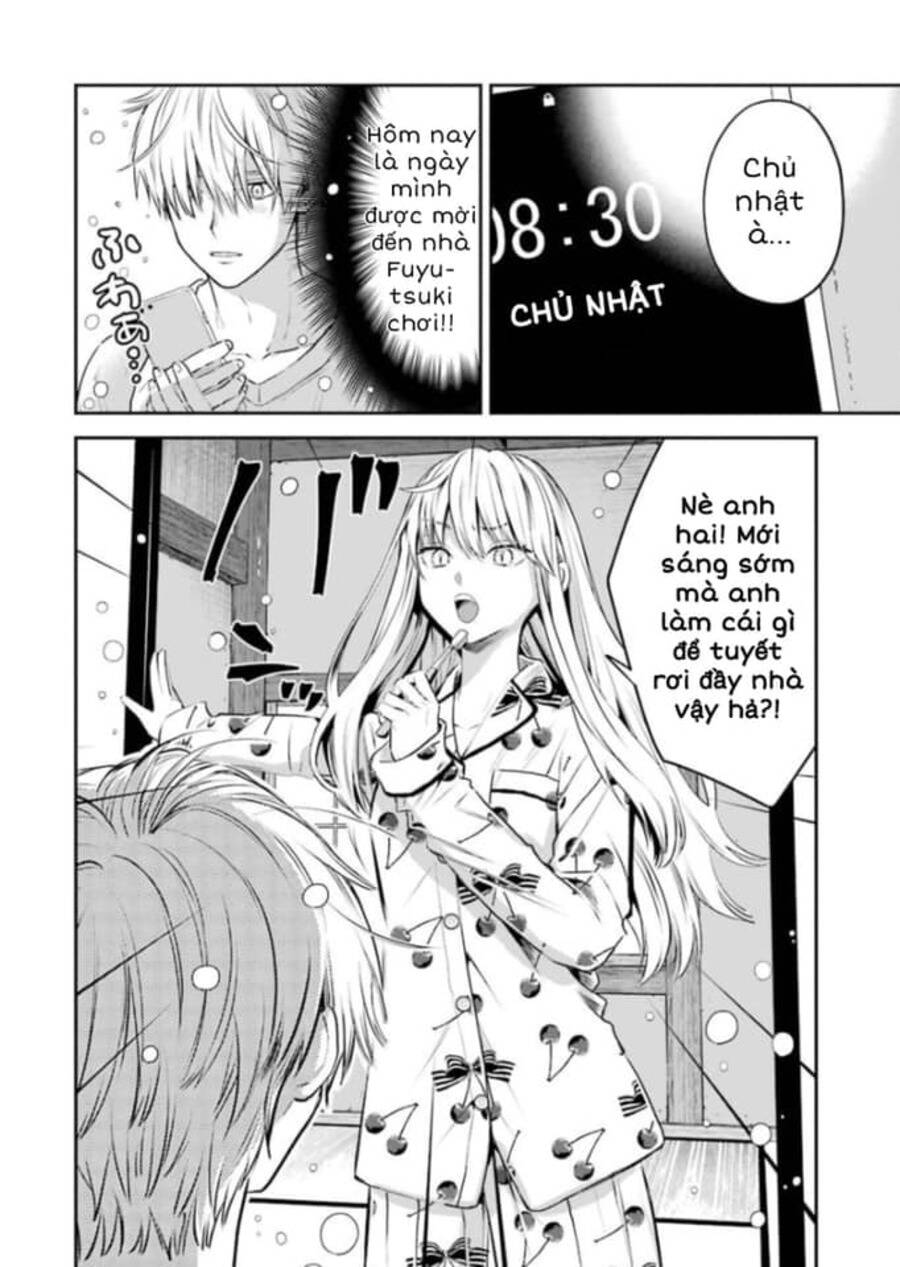 Chủ
nhật
à...
08:30
CHỦ NHẬT
Hôm nay
là ngày
mình
được mời
đến nhà
Fuyu-
tsuki
chơi!!
ふわぁ…
Nè anh
hai! Mới
sáng sớm
mà anh
làm cái gì
để tuyết
rơi đầy nhà
vậy hả?!